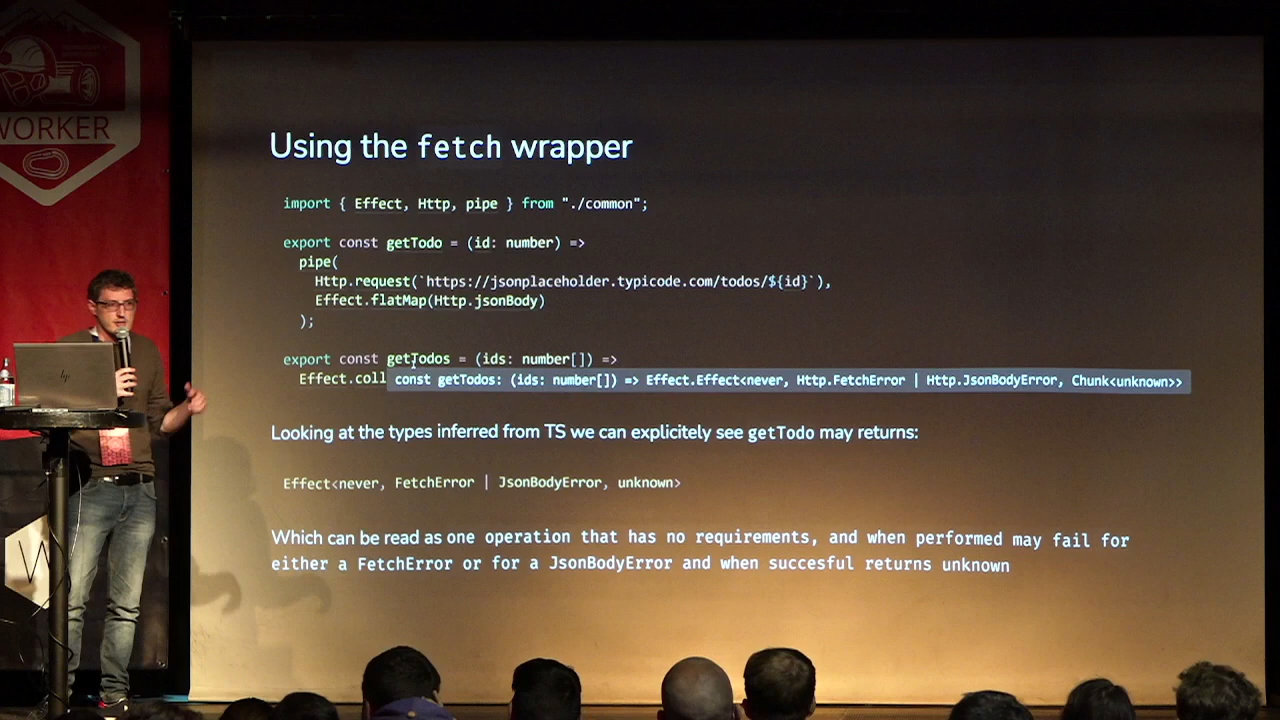 WORKER
Using the fetch wrapper
import { Effect, Http, pipe } from "./common";
export const getTodo = (id: number) =>
pipe(
Http.request(`https://jsonplaceholder.typicode.com/todos/${id}`),
Effect.flatMap(Http.jsonBody)
);
export const getTodos = (ids: number[]) =>
Effect.coll
const getTodos: (ids: number[]) => Effect.Effect<never, Http.FetchError | Http.JsonBodyError, Chunk<unknown>>
Looking at the types inferred from TS we can explicitely see getTodo may returns:
Effect<never, FetchError | JsonBodyError, unknown>
Which can be read as one operation that has no requirements, and when performed may fail for
either a FetchError or for a JsonBodyError and when succesful returns unknown
hp
W